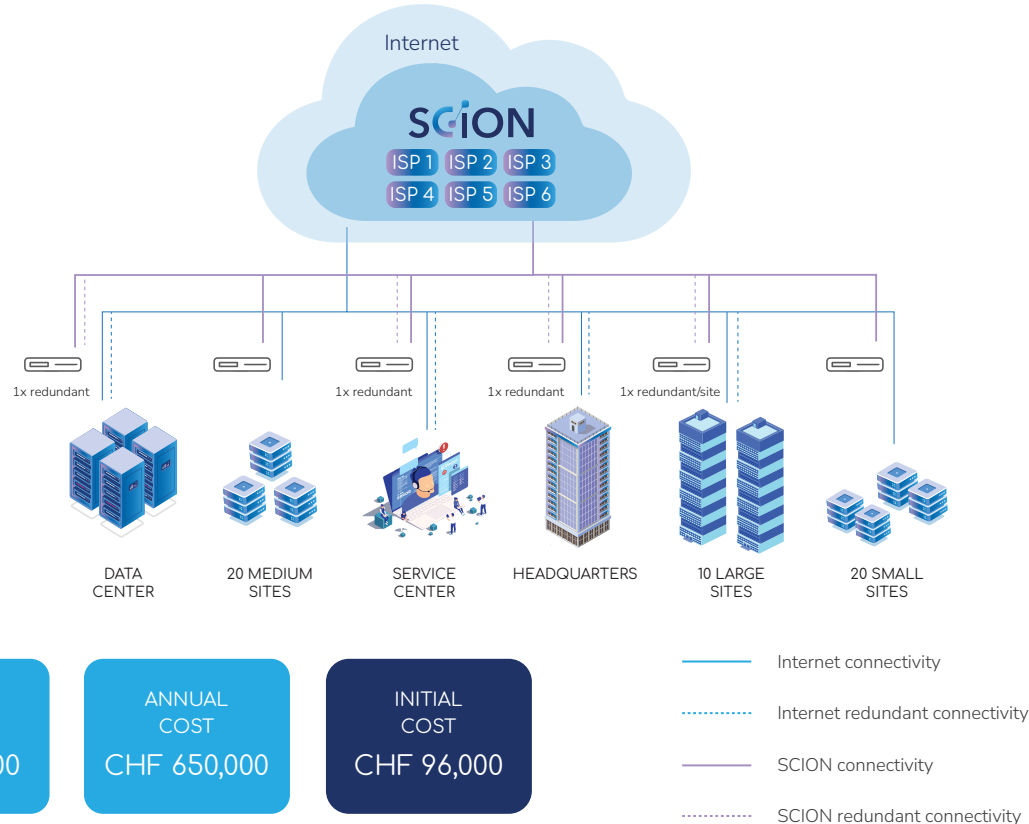 Internet
SCiON
ISP 1 ISP 2 ISP 3
ISP 4 ISP 5 ISP 6
1x redundant
1x redundant
1x redundant
1x redundant/site
DATA
CENTER
20 MEDIUM
SITES
SERVICE
CENTER
HEADQUARTERS
10 LARGE
SITES
20 SMALL
SITES
ANNUAL
COST
CHF 650,000
INITIAL
COST
CHF 96,000
Internet connectivity
Internet redundant connectivity
SCION connectivity
SCION redundant connectivity